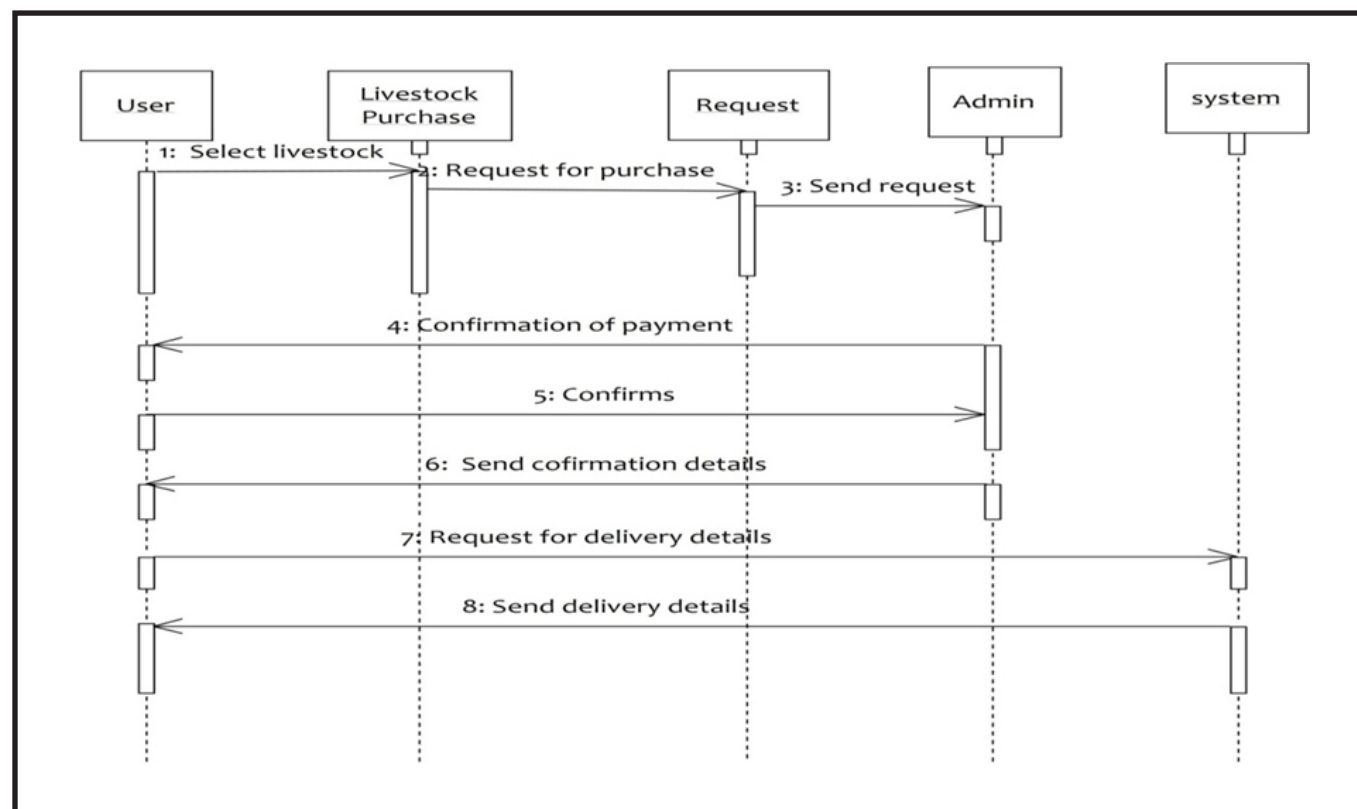 User
Livestock
Purchase
Request
Admin
system
1: Select livestock
2: Request for purchase
3: Send request
4: Confirmation of payment
5: Confirms
6: Send cofirmation details
7: Request for delivery details
8: Send delivery details